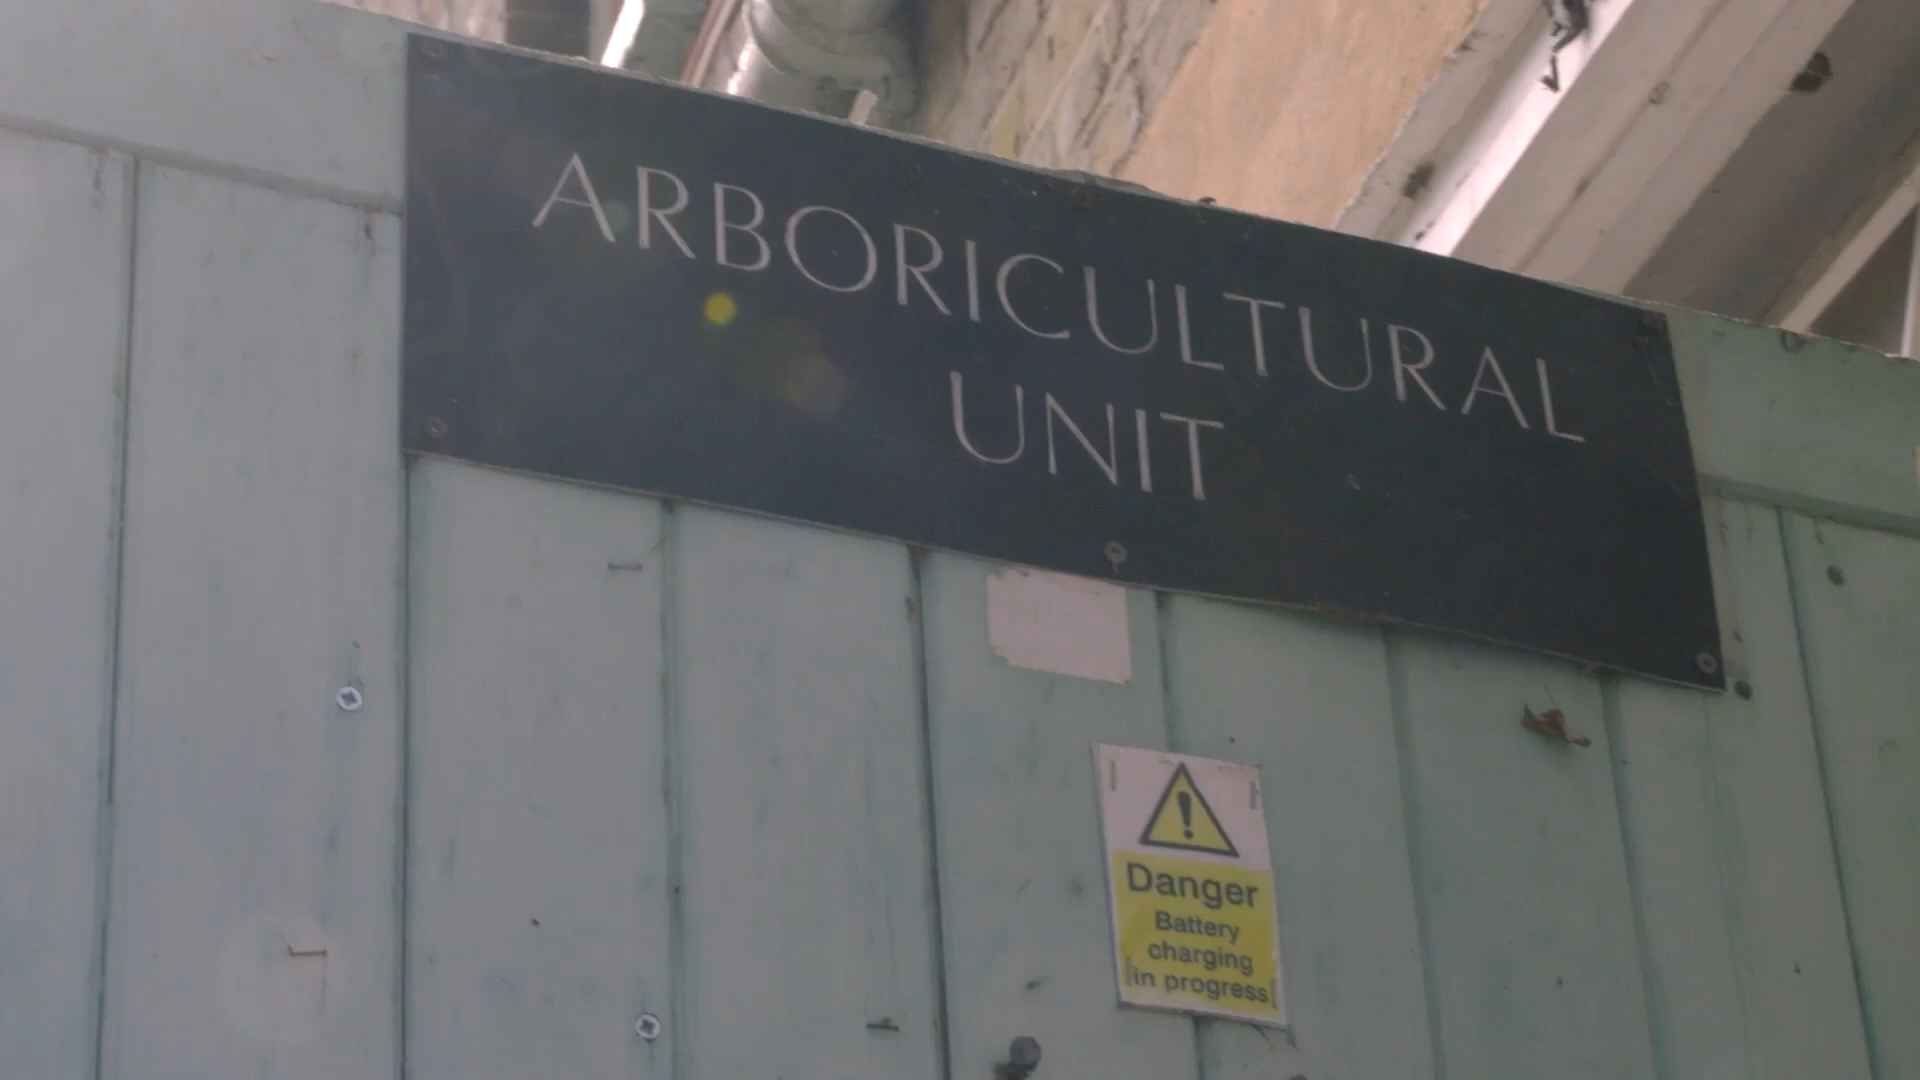 ARBORICULTURAL
UNIT
Danger
Battery
charging
in progress